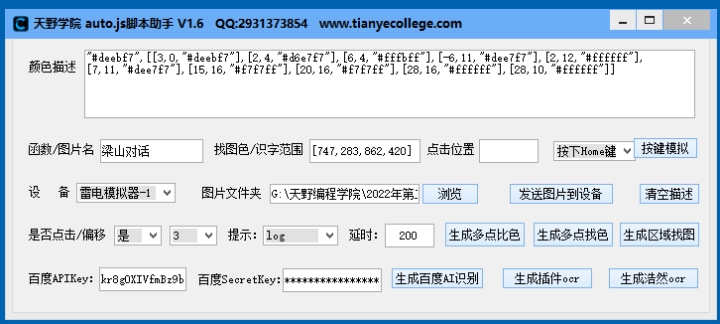 天野学院 auto.js脚本助手 V1.6 QQ:2931373854 www.tianyecollege.com
颜色描述 "#deebf7",[[3,0,"#deebf7"],[2,4,"#d6e7f7"],[6,4,"#fffbff"],[-6,11,"#dee7f7"],[2,12,"#ffffff"],
[7,11,"#dee7f7"],[15,16,"#f7f7ff"],[20,16,"#f7f7ff"],[28,16,"#ffffff"],[28,10,"#ffffff"]]
函数/图片名 梁山对话 找图色/识字范围 [747,283,862,420] 点击位置 按下Home键 按键模拟
设 备 雷电模拟器-1 图片文件夹 G:\天野编程学院\2022年第 浏览 发送图片到设备 清空描述
是否点击/偏移 是 3 提示: log 延时: 200 生成多点比色 生成多点找色 生成区域找图
百度APIKey: kr8gOXIVfmBz9b 百度SecretKey: **************** 生成百度AI识别 生成插件ocr 生成浩然ocr